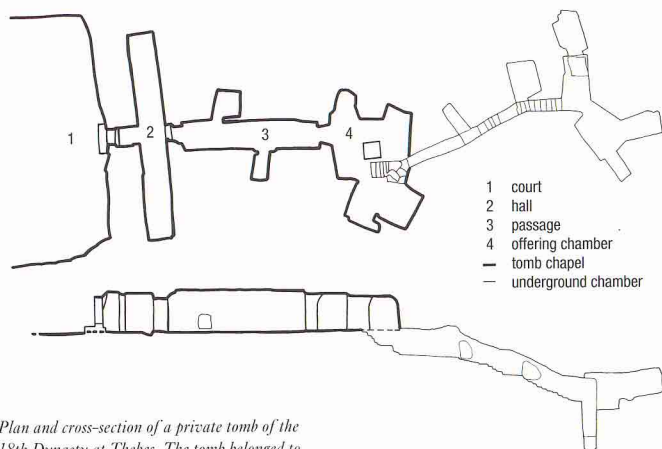 1
2
3
4
1 court
2 hall
3 passage
4 offering chamber
— tomb chapel
— underground chamber
Plan and cross-section of a private tomb of the
18th Dynasty at Thebes. The tomb belonged to